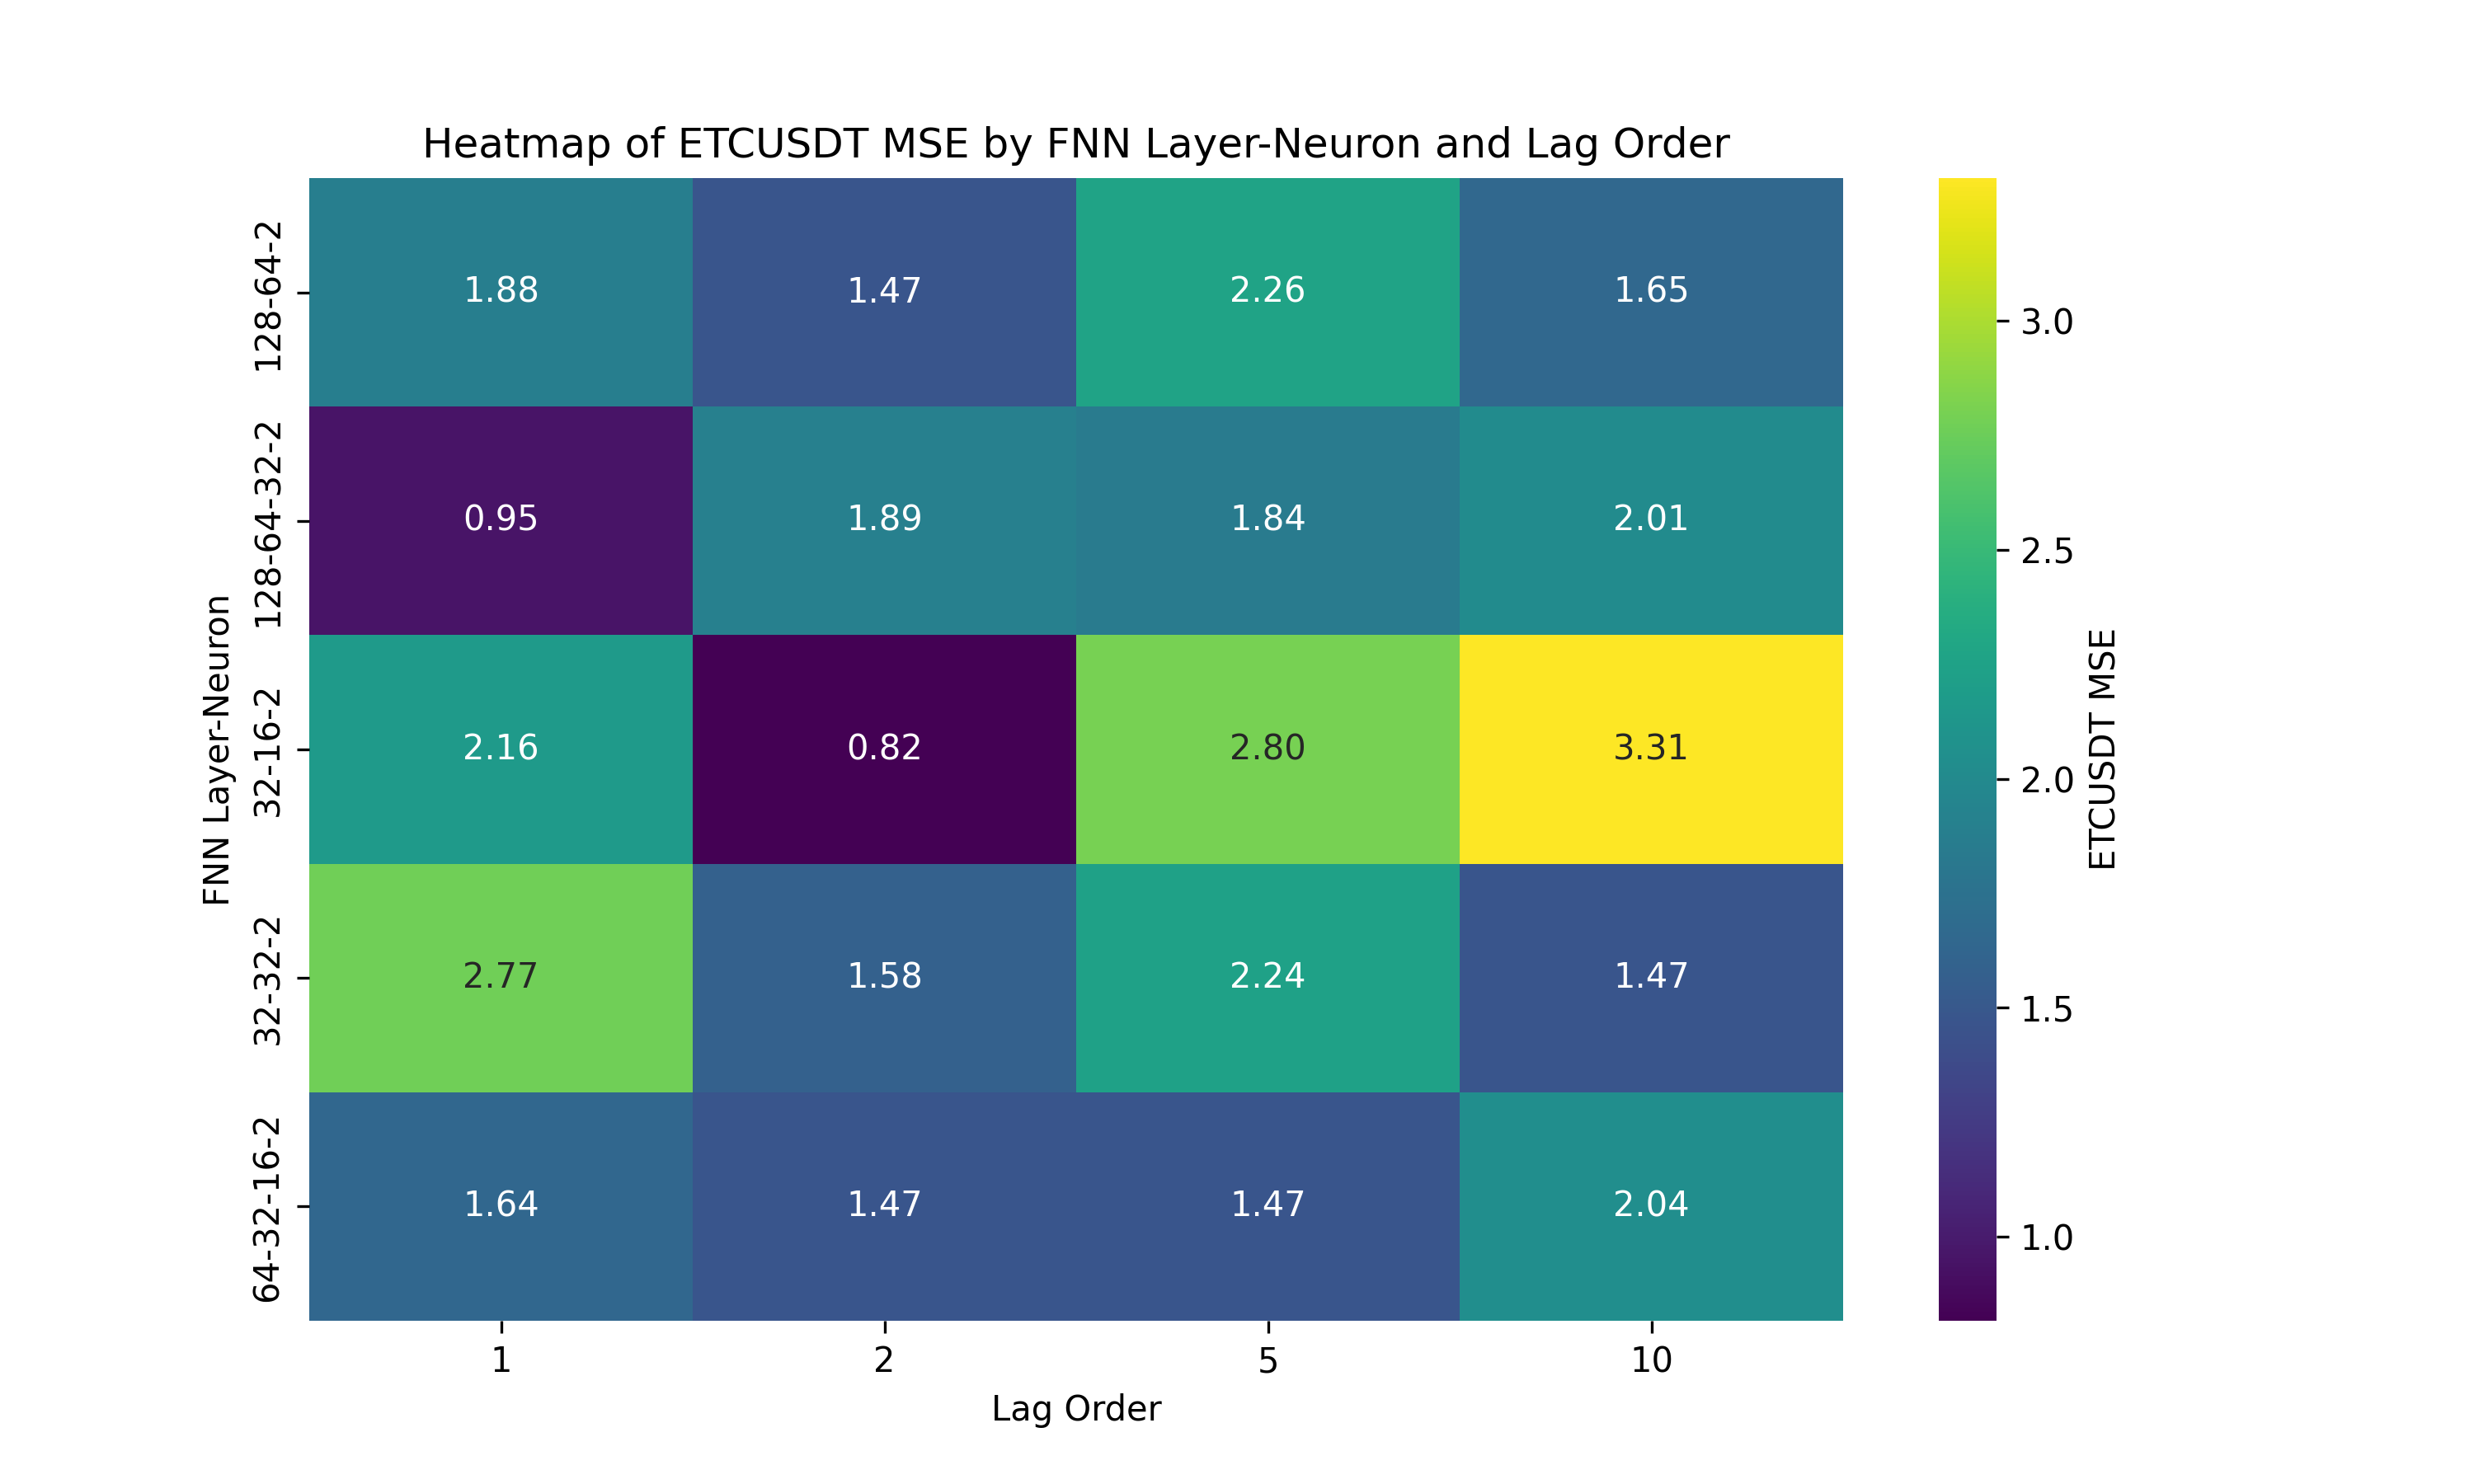 Heatmap of ETCUSDT MSE by FNN Layer-Neuron and Lag Order
FNN Layer-Neuron
128-64-2
1.88 1.47 2.26 1.65
128-64-32-2
0.95 1.89 1.84 2.01
32-16-2
2.16 0.82 2.80 3.31
32-32-2
2.77 1.58 2.24 1.47
64-32-16-2
1.64 1.47 1.47 2.04
1 2 5 10
Lag Order
3.0
2.5
2.0
1.5
1.0
ETCUSDT MSE